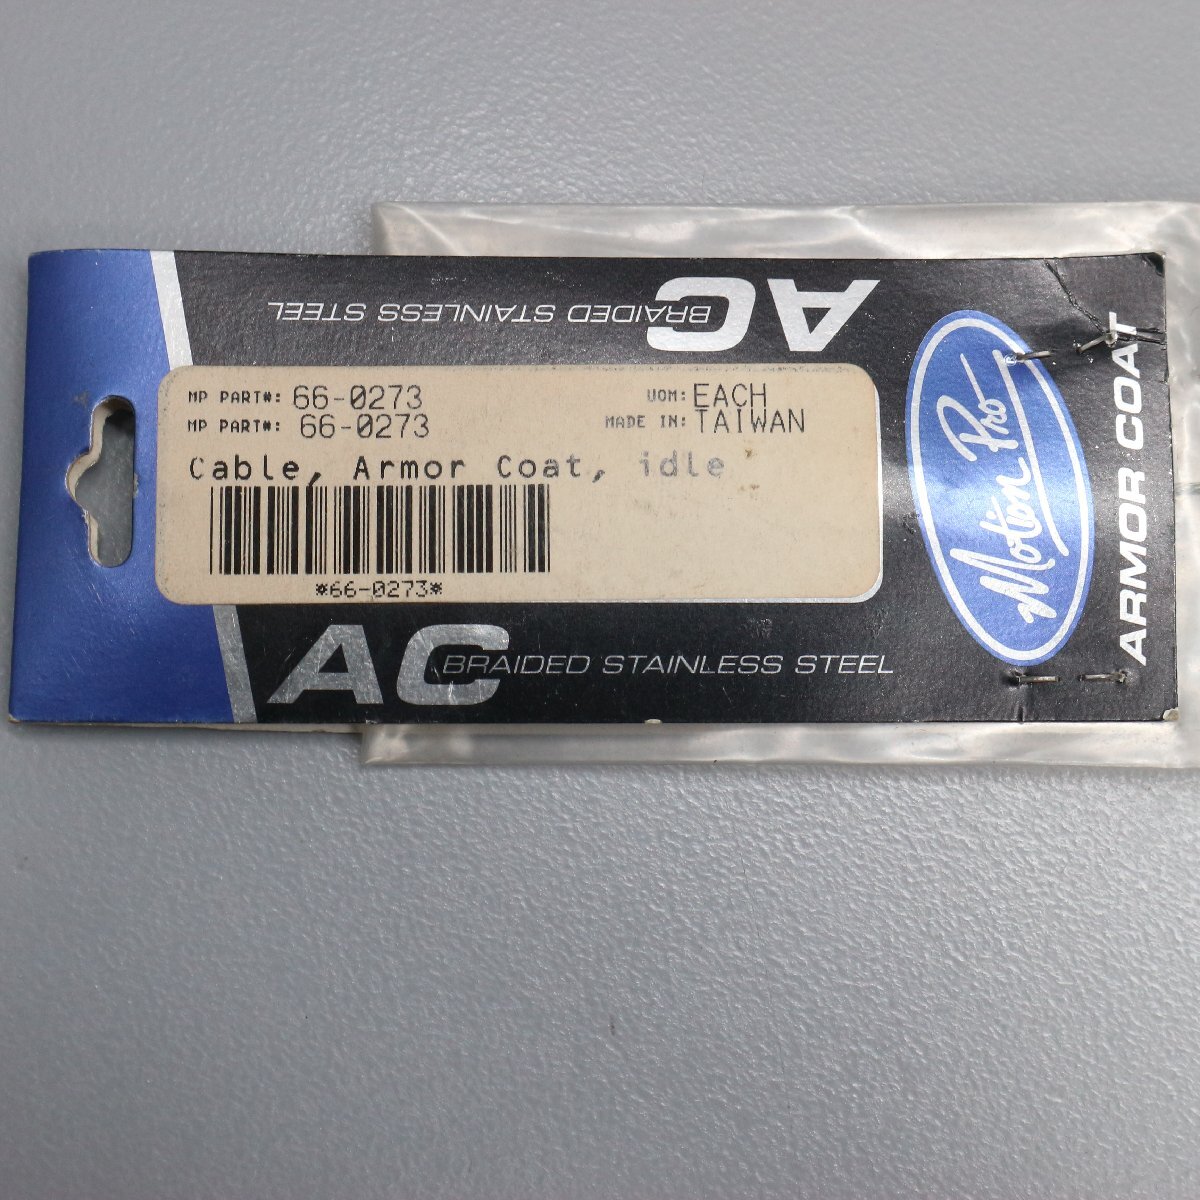 AC BRAIDED STAINLESS STEEL
MP PART#: 66-0273 UOM: EACH
MP PART#: 66-0273 MADE IN: TAIWAN
Cable, Armor Coat, idle
*66-0273*
AC BRAIDED STAINLESS STEEL
Motion Pro
ARMOR COAT